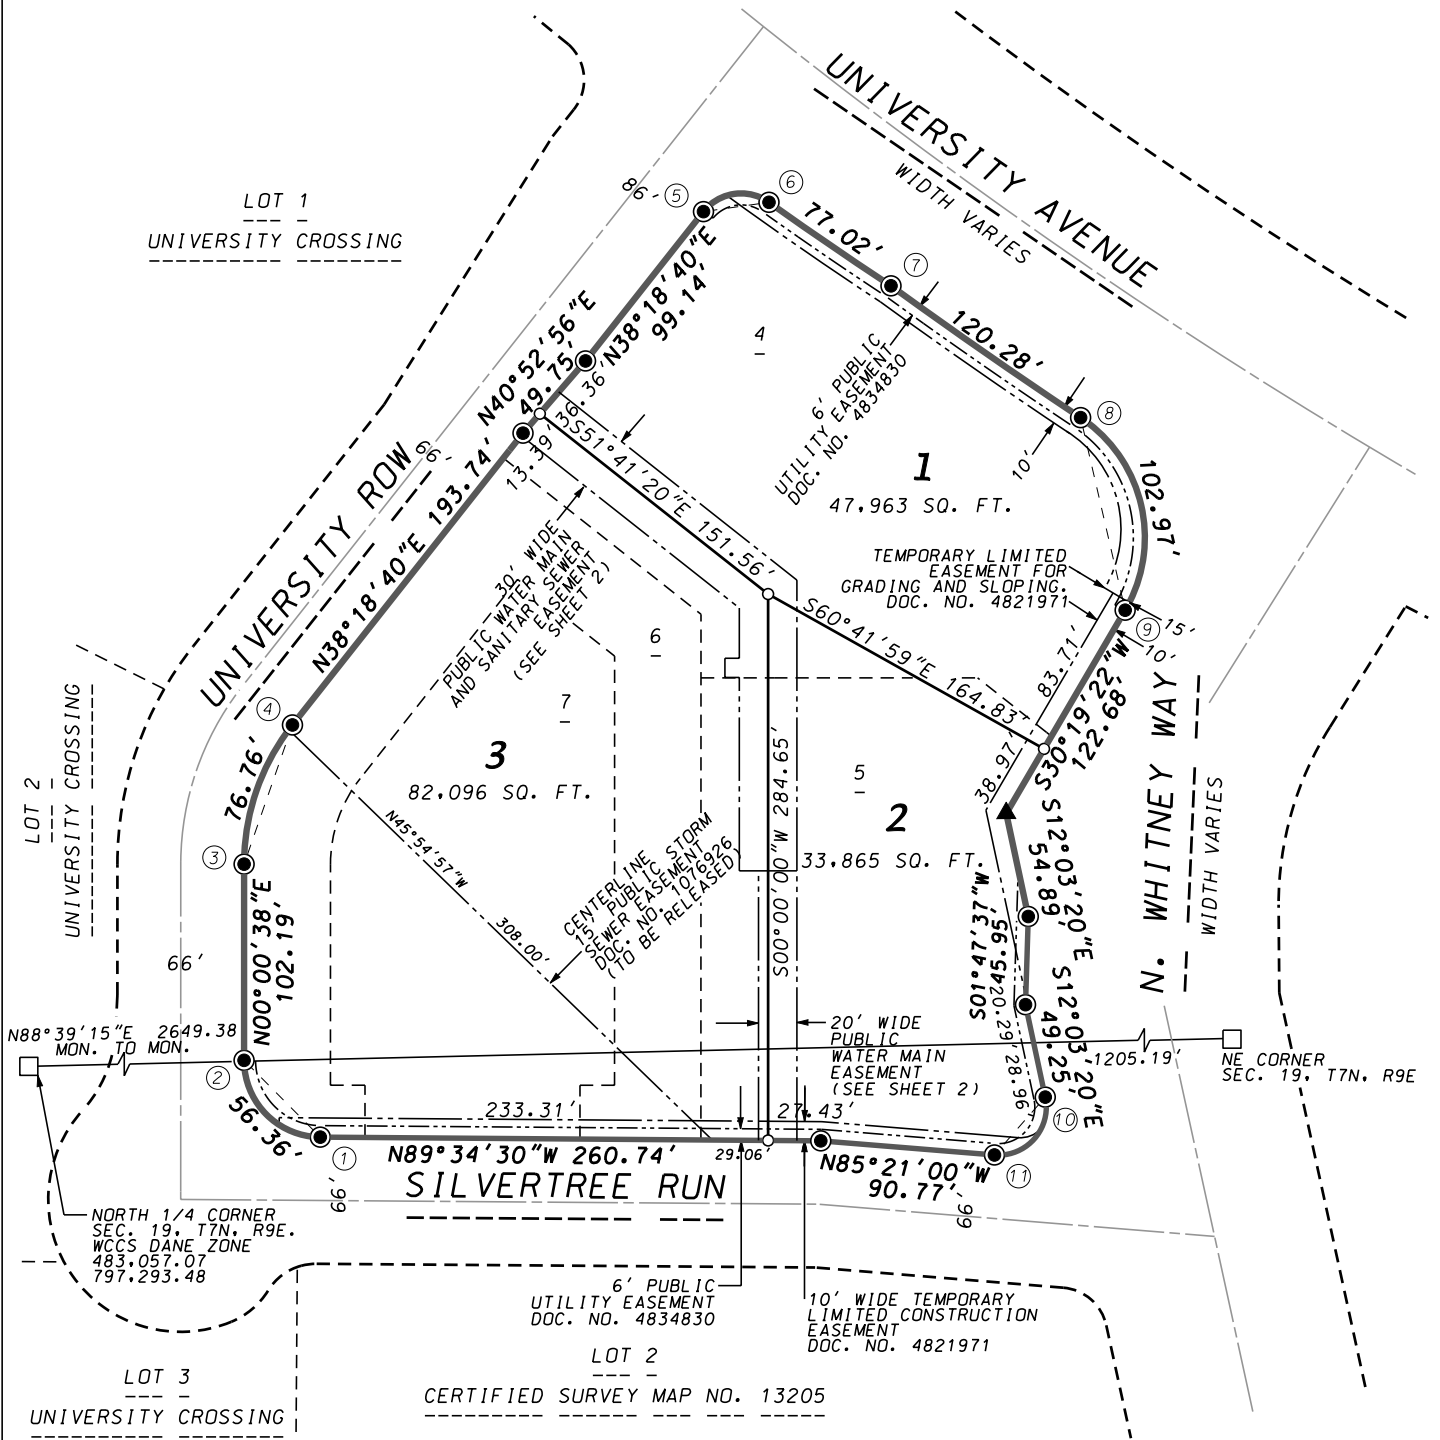 UNIVERSITY AVENUE
WIDTH VARIES
LOT 1
UNIVERSITY CROSSING
86'
5
6
77.02'
7
120.28'
8
N38°18'40"E
99.14'
4
6' PUBLIC
UTILITY EASEMENT
DOC. NO. 4834830
N40°52'56"E
49.75'
36.36'
13.39'
10'
1
47,963 SQ. FT.
102.97'
UNIVERSITY ROW
66'
N38°18'40"E 193.74'
S51°41'20"E 151.56'
TEMPORARY LIMITED
EASEMENT FOR
GRADING AND SLOPING.
DOC. NO. 4821971
30' WIDE
PUBLIC WATER MAIN
AND SANITARY SEWER
EASEMENT
(SEE SHEET 2)
S60°41'59"E 164.83'
9
15'
10'
83.71'
S30°19'22"W
122.68'
38.97'
6
7
4
LOT 2
UNIVERSITY CROSSING
76.76'
3
82,096 SQ. FT.
5
2
33,865 SQ. FT.
S00°00'00"W 284.65'
N. WHITNEY WAY
WIDTH VARIES
N45°54'57"W
308.00'
CENTERLINE
15' PUBLIC STORM
SEWER EASEMENT
DOC. NO. 1076926
(TO BE RELEASED)
3
N00°00'38"E
102.19'
66'
S12°03'20"E
54.89'
S01°47'37"W
45.95'
20.29'
28.96'
S12°03'20"E
49.25'
N88°39'15"E 2649.38
MON. TO MON.
1205.19'
NE CORNER
SEC. 19, T7N, R9E
20' WIDE
PUBLIC
WATER MAIN
EASEMENT
(SEE SHEET 2)
2
56.36'
1
233.31'
27.43'
10
N89°34'30"W 260.74'
29.06'
N85°21'00"W
90.77'
11
SILVERTREE RUN
66'
66'
NORTH 1/4 CORNER
SEC. 19, T7N, R9E.
WCCS DANE ZONE
483,057.07
797,293.48
6' PUBLIC
UTILITY EASEMENT
DOC. NO. 4834830
10' WIDE TEMPORARY
LIMITED CONSTRUCTION
EASEMENT
DOC. NO. 4821971
LOT 3
UNIVERSITY CROSSING
LOT 2
CERTIFIED SURVEY MAP NO. 13205